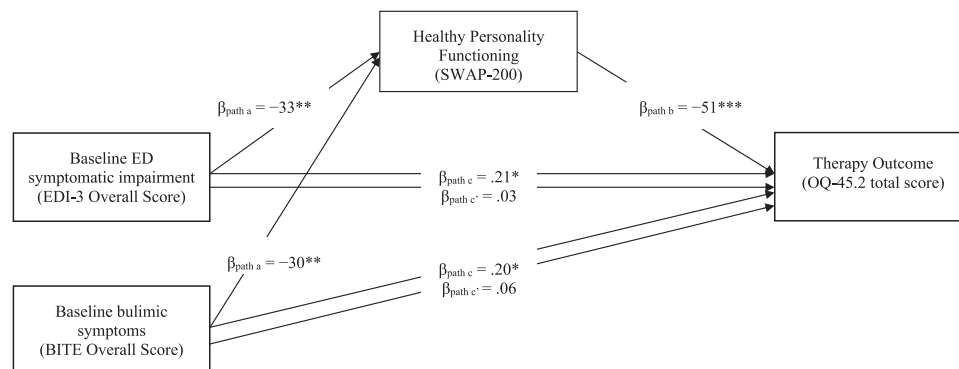 Healthy Personality
Functioning
(SWAP-200)
βpath a = −33**
βpath b = −51***
Baseline ED
symptomatic impairment
(EDI-3 Overall Score)
βpath c = .21*
βpath c' = .03
Therapy Outcome
(OQ-45.2 total score)
βpath a = −30**
βpath c = .20*
βpath c' = .06
Baseline bulimic
symptoms
(BITE Overall Score)